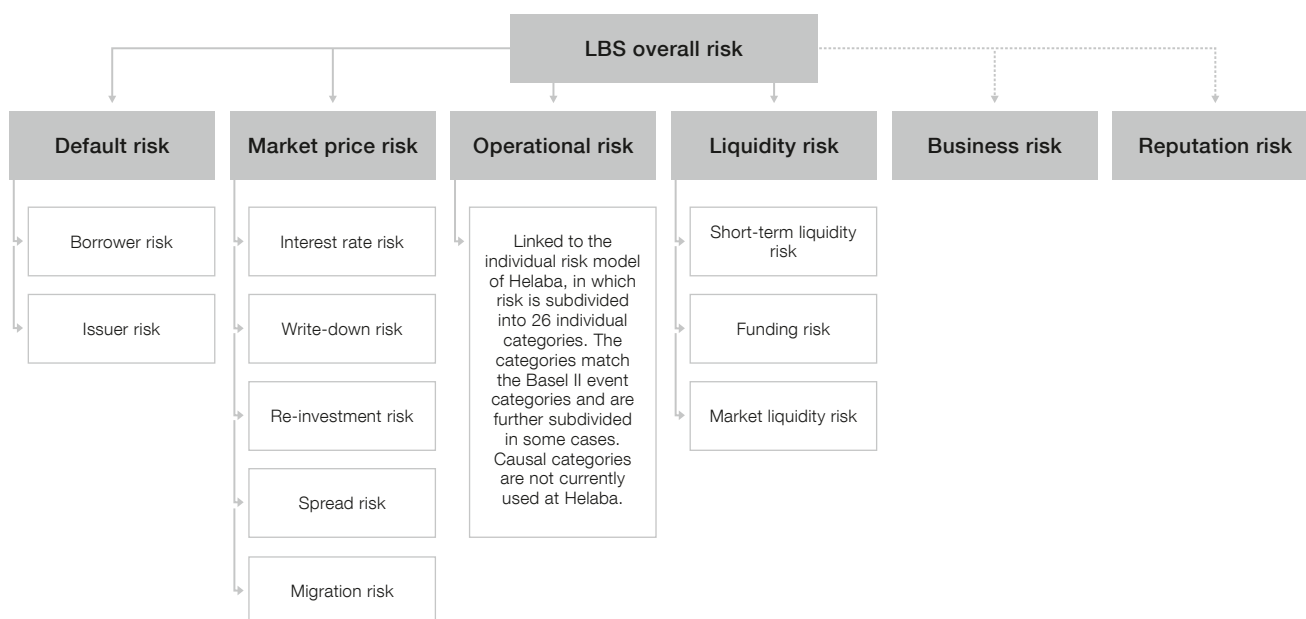 LBS overall risk
Default risk
Market price risk
Operational risk
Liquidity risk
Business risk
Reputation risk
Borrower risk
Issuer risk
Interest rate risk
Write-down risk
Re-investment risk
Spread risk
Migration risk
Linked to the
individual risk model
of Helaba, in which
risk is subdivided
into 26 individual
categories. The
categories match
the Basel II event
categories and are
further subdivided
in some cases.
Causal categories
are not currently
used at Helaba.
Short-term liquidity
risk
Funding risk
Market liquidity risk